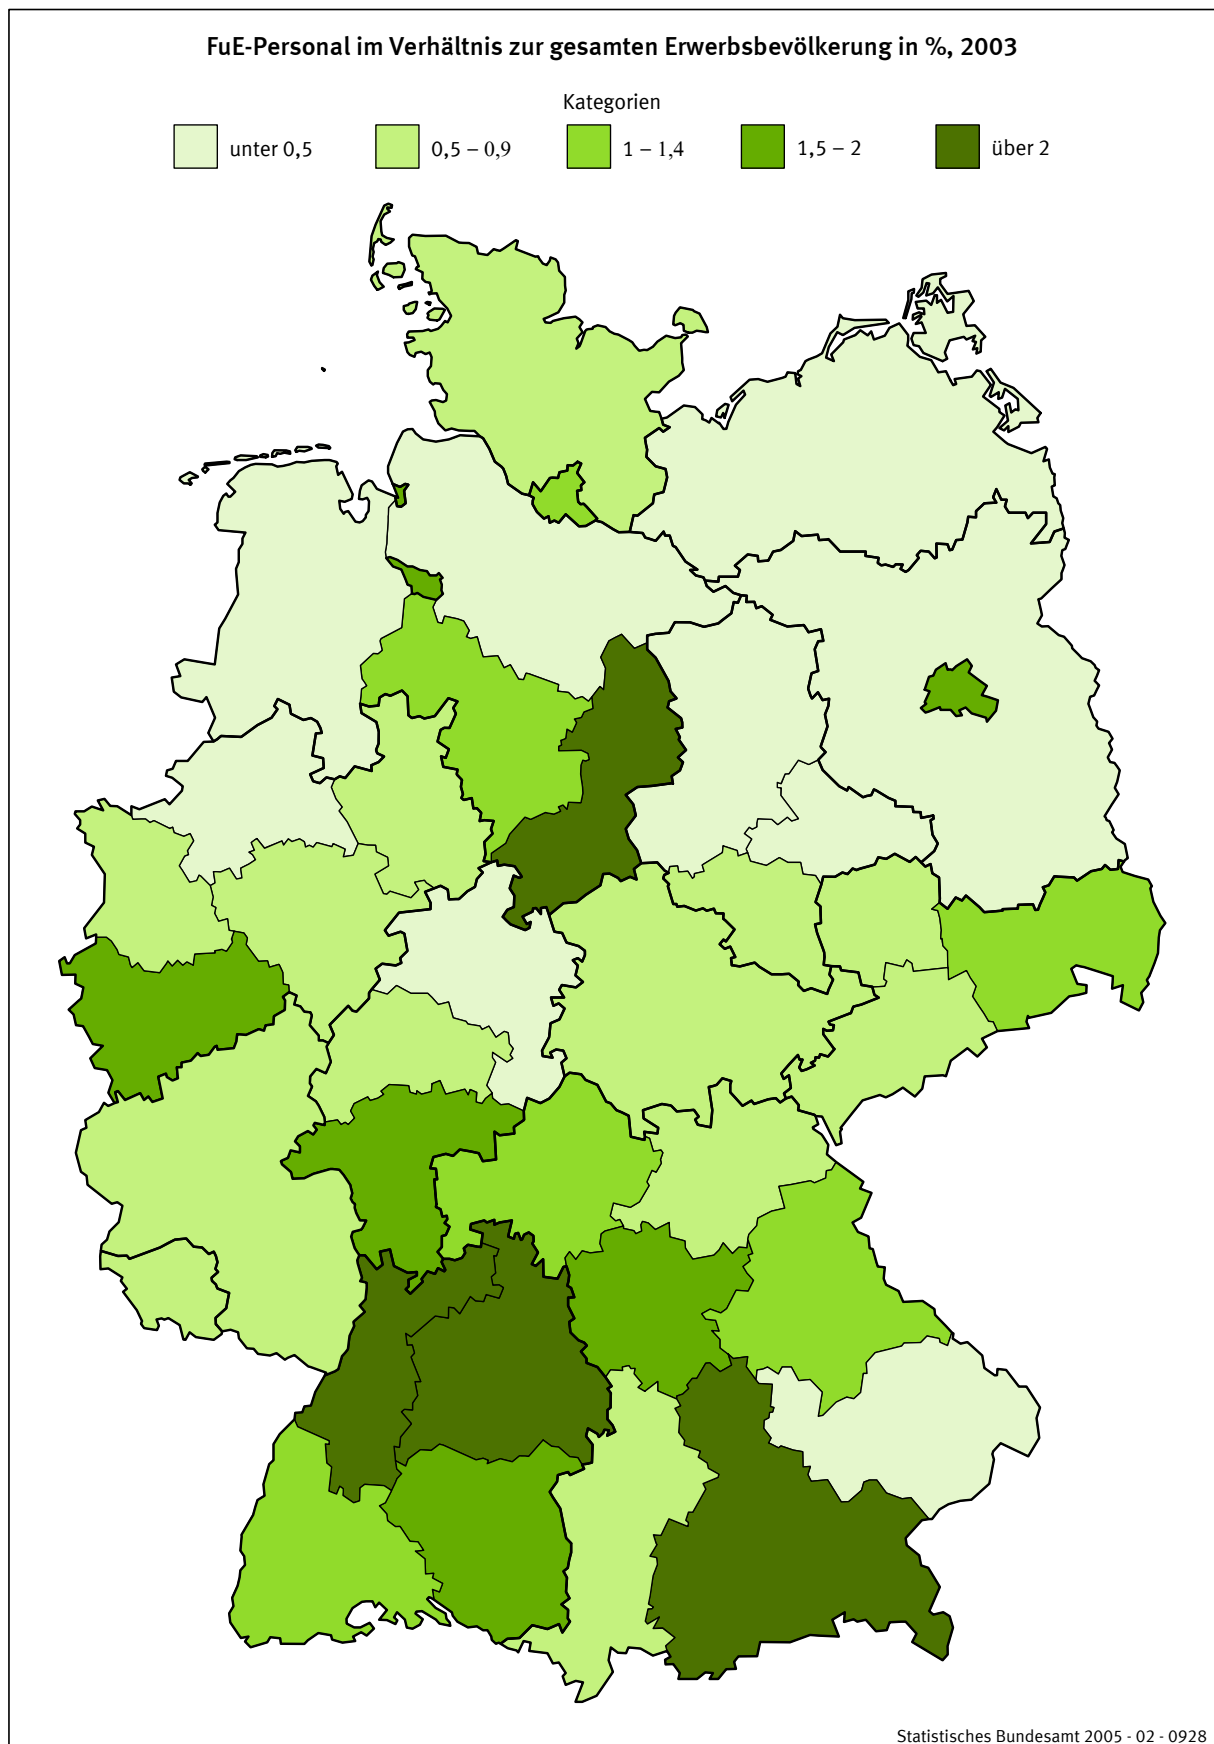 FuE-Personal im Verhältnis zur gesamten Erwerbsbevölkerung in %, 2003
Kategorien
unter 0,5 0,5 – 0,9 1 – 1,4 1,5 – 2 über 2
Statistisches Bundesamt 2005 - 02 - 0928